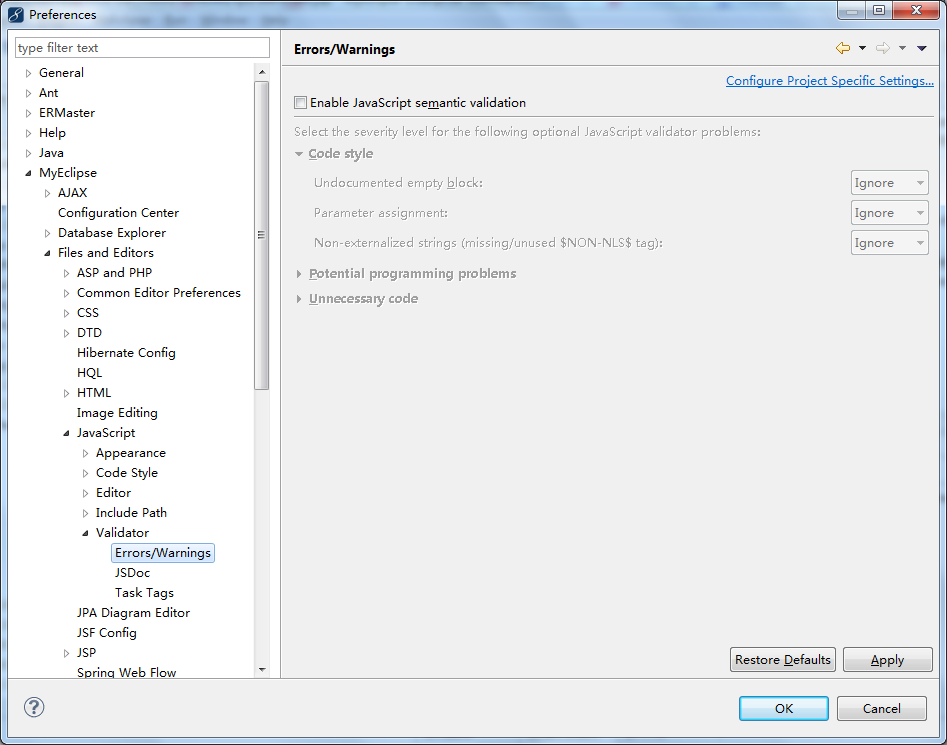 Preferences
type filter text
General
Ant
ERMaster
Help
Java
MyEclipse
AJAX
Configuration Center
Database Explorer
Files and Editors
ASP and PHP
Common Editor Preferences
CSS
DTD
Hibernate Config
HQL
HTML
Image Editing
JavaScript
Appearance
Code Style
Editor
Include Path
Validator
Errors/Warnings
JSDoc
Task Tags
JPA Diagram Editor
JSF Config
JSP
Spring Web Flow
Errors/Warnings
Configure Project Specific Settings...
Enable JavaScript semantic validation
Select the severity level for the following optional JavaScript validator problems:
Code style
Undocumented empty block: Ignore
Parameter assignment: Ignore
Non-externalized strings (missing/unused $NON-NLS$ tag): Ignore
Potential programming problems
Unnecessary code
Restore Defaults Apply
? OK Cancel